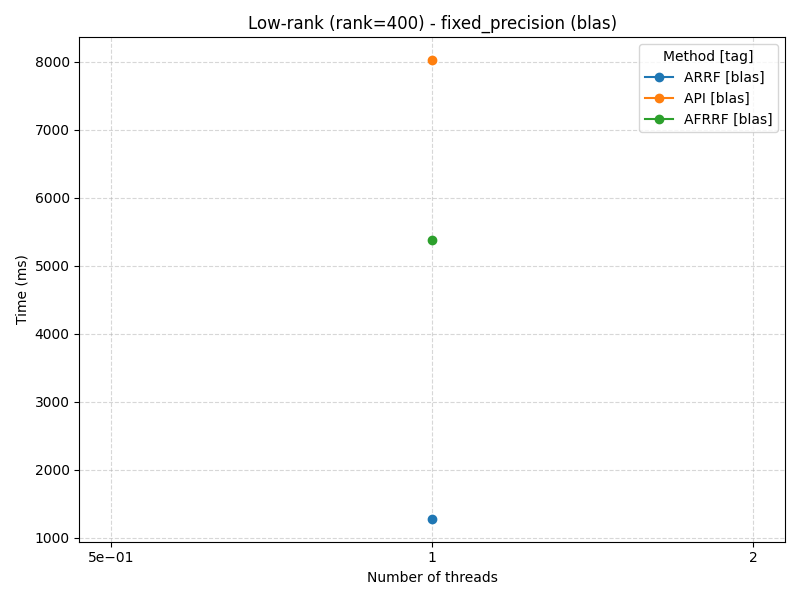 Low-rank (rank=400) - fixed_precision (blas)
Method [tag]
ARRF [blas]
API [blas]
AFRRF [blas]
Time (ms)
8000
7000
6000
5000
4000
3000
2000
1000
5e−01
1
2
Number of threads